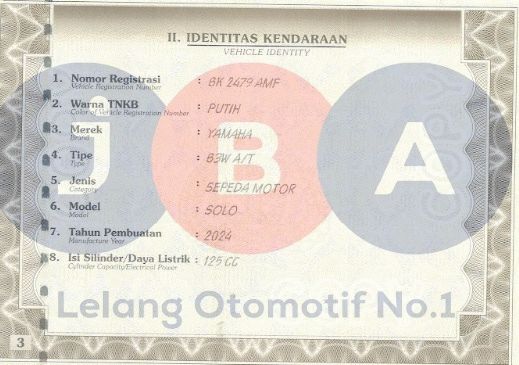 II. IDENTITAS KENDARAAN
VEHICLE IDENTITY
1. Nomor Registrasi : BK 2479 AMF
Vehicle Registration Number
2. Warna TNKB : PUTIH
Color of Vehicle Registration Number
3. Merek : YAMAHA
Brand
4. Tipe : B3W A/T
Type
5. Jenis : SEPEDA MOTOR
Category
6. Model : SOLO
Model
7. Tahun Pembuatan : 2024
Manufacture Year
8. Isi Silinder/Daya Listrik : 125 CC
Cylinder Capacity/Electrical Power
JBA
Lelang Otomotif No.1
3